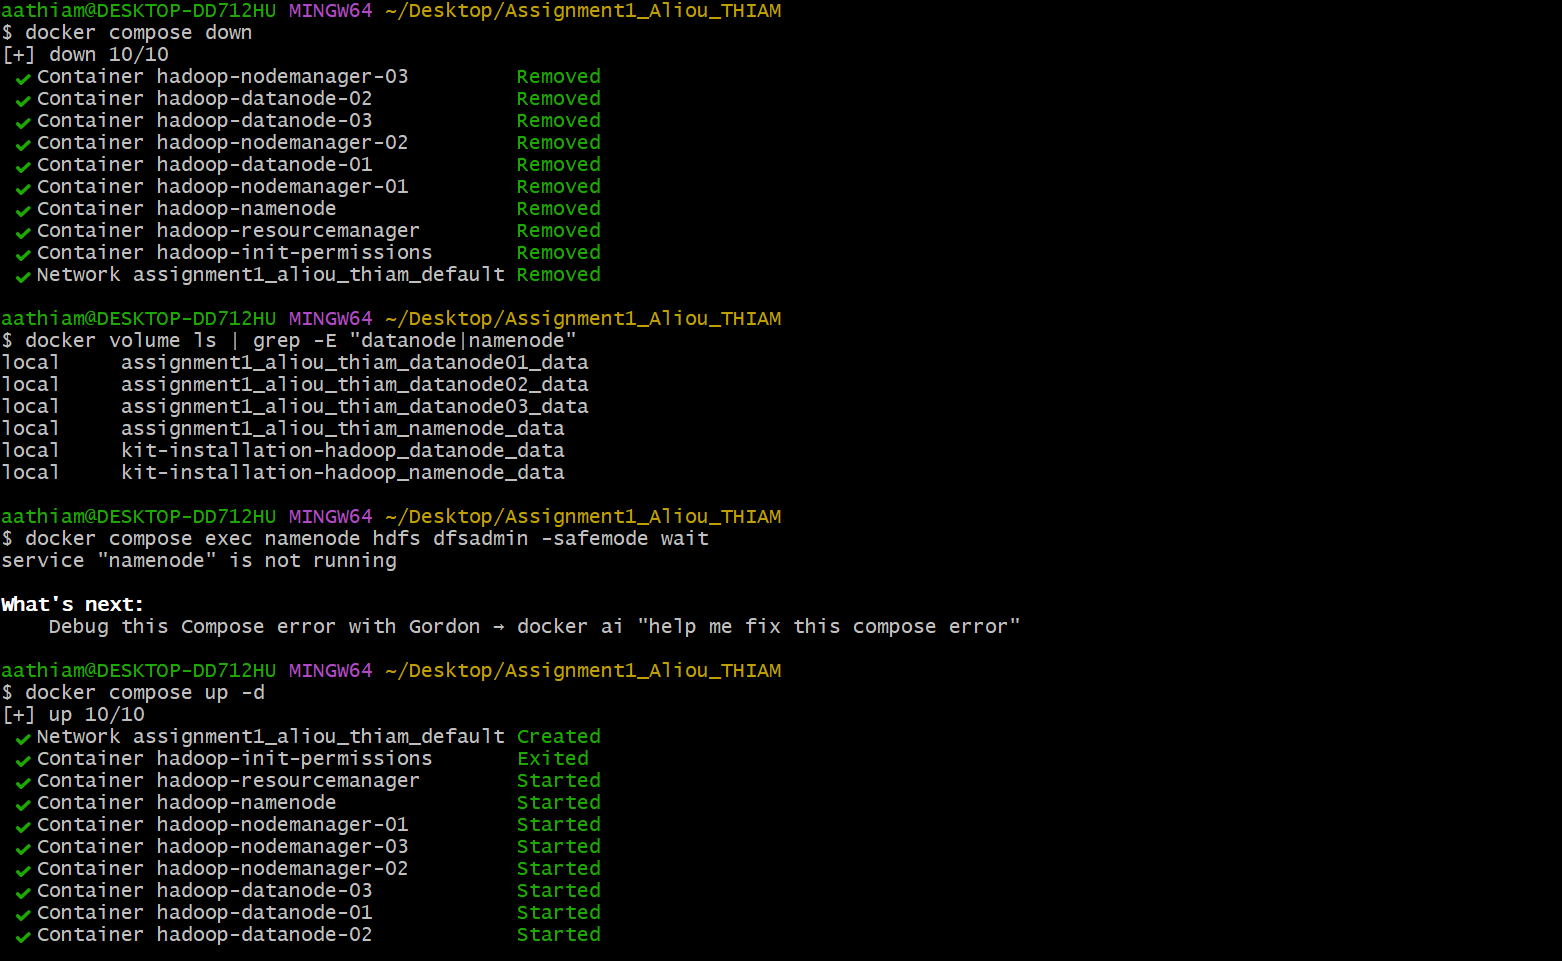 aathiam@DESKTOP-DD712HU MINGW64 ~/Desktop/Assignment1_Aliou_THIAM
$ docker compose down
[+] down 10/10
✔ Container hadoop-nodemanager-03 Removed
✔ Container hadoop-datanode-02 Removed
✔ Container hadoop-datanode-03 Removed
✔ Container hadoop-nodemanager-02 Removed
✔ Container hadoop-datanode-01 Removed
✔ Container hadoop-nodemanager-01 Removed
✔ Container hadoop-namenode Removed
✔ Container hadoop-resourcemanager Removed
✔ Container hadoop-init-permissions Removed
✔ Network assignment1_aliou_thiam_default Removed
aathiam@DESKTOP-DD712HU MINGW64 ~/Desktop/Assignment1_Aliou_THIAM
$ docker volume ls | grep -E "datanode|namenode"
local assignment1_aliou_thiam_datanode01_data
local assignment1_aliou_thiam_datanode02_data
local assignment1_aliou_thiam_datanode03_data
local assignment1_aliou_thiam_namenode_data
local kit-installation-hadoop_datanode_data
local kit-installation-hadoop_namenode_data
aathiam@DESKTOP-DD712HU MINGW64 ~/Desktop/Assignment1_Aliou_THIAM
$ docker compose exec namenode hdfs dfsadmin -safemode wait
service "namenode" is not running
What's next:
Debug this Compose error with Gordon → docker ai "help me fix this compose error"
aathiam@DESKTOP-DD712HU MINGW64 ~/Desktop/Assignment1_Aliou_THIAM
$ docker compose up -d
[+] up 10/10
✔ Network assignment1_aliou_thiam_default Created
✔ Container hadoop-init-permissions Exited
✔ Container hadoop-resourcemanager Started
✔ Container hadoop-namenode Started
✔ Container hadoop-nodemanager-01 Started
✔ Container hadoop-nodemanager-03 Started
✔ Container hadoop-nodemanager-02 Started
✔ Container hadoop-datanode-03 Started
✔ Container hadoop-datanode-01 Started
✔ Container hadoop-datanode-02 Started